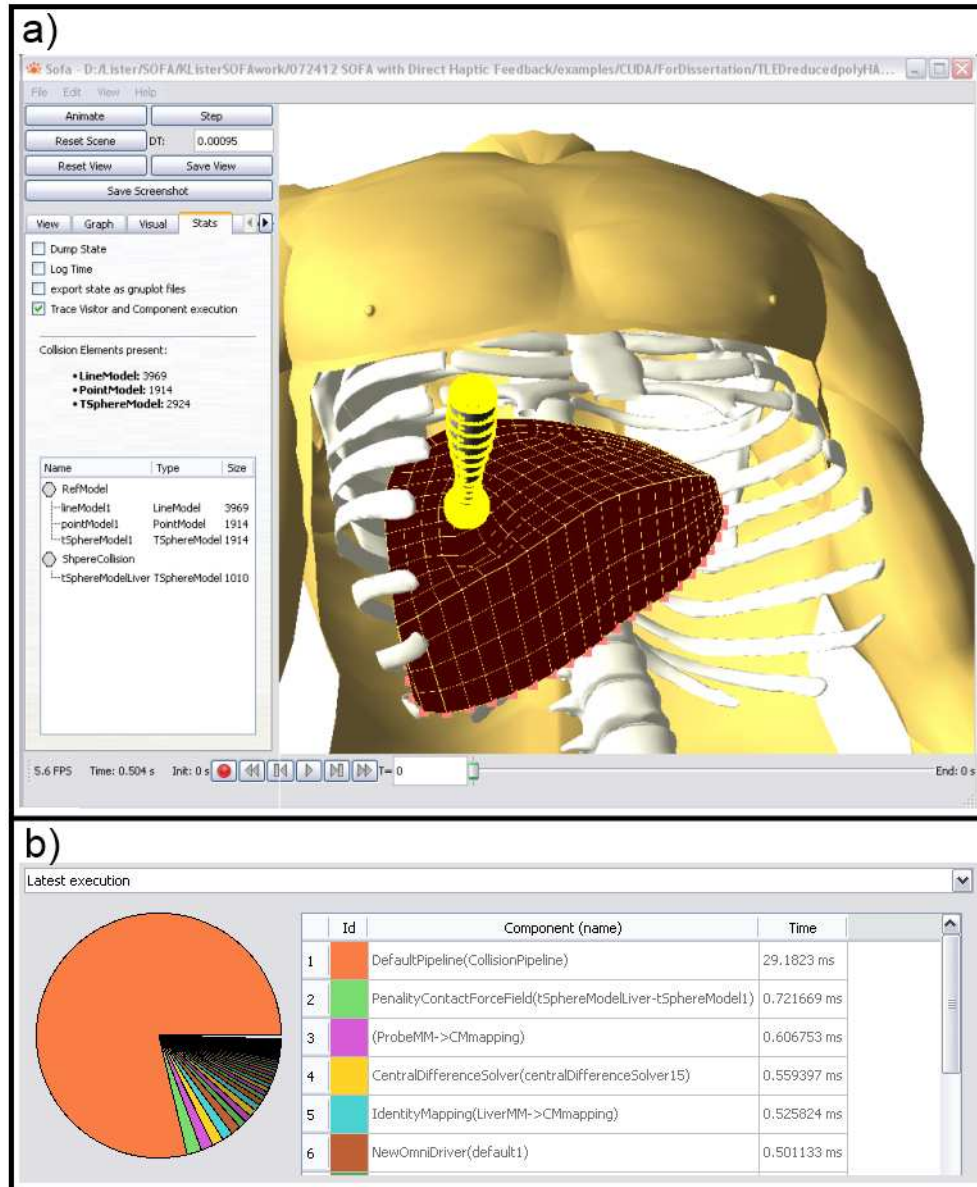 a)
Sofa - D:/Lister/SOFA/KListerSOFAwork/072412 SOFA with Direct Haptic Feedback/examples/CUDA/ForDissertation/TLEDreducedpolyHA...
File Edit View Help
Animate Step
Reset Scene DT: 0.00095
Reset View Save View
Save Screenshot
View Graph Visual Stats
Dump State
Log Time
export state as gnuplot files
Trace Visitor and Component execution
Collision Elements present:
•LineModel: 3969
•PointModel: 1914
•TSphereModel: 2924
Name Type Size
RefModel
lineModel1 LineModel 3969
pointModel1 PointModel 1914
tSphereModel1 TSphereModel 1914
ShpereCollision
tSphereModelLiver TSphereModel 1010
5.6 FPS Time: 0.504 s Init: 0 s T= 0 End: 0 s
b)
Latest execution
Id Component (name) Time
1 DefaultPipeline(CollisionPipeline) 29.1823 ms
2 PenalityContactForceField(tSphereModelLiver-tSphereModel1) 0.721669 ms
3 (ProbeMM->CMmapping) 0.606753 ms
4 CentralDifferenceSolver(centralDifferenceSolver15) 0.559397 ms
5 IdentityMapping(LiverMM->CMmapping) 0.525824 ms
6 NewOmniDriver(default1) 0.501133 ms